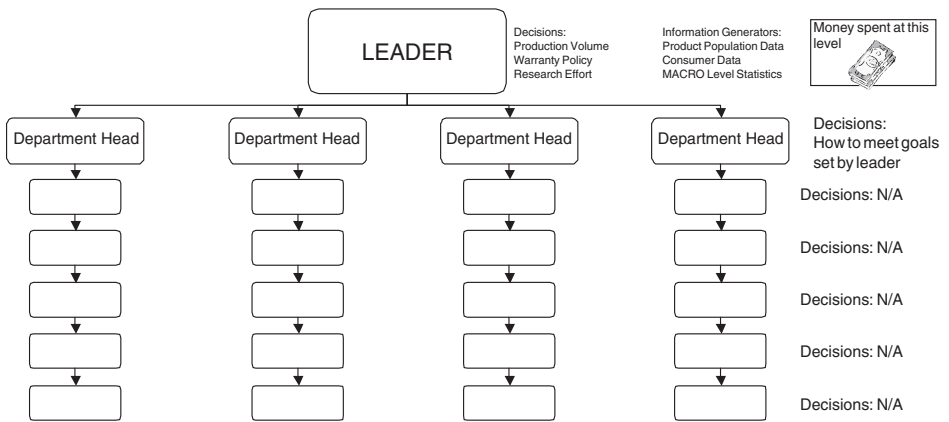 LEADER
Decisions:
Production Volume
Warranty Policy
Research Effort
Information Generators:
Product Population Data
Consumer Data
MACRO Level Statistics
Money spent at this
level
Department Head
Department Head
Department Head
Department Head
Decisions:
How to meet goals
set by leader
Decisions: N/A
Decisions: N/A
Decisions: N/A
Decisions: N/A
Decisions: N/A